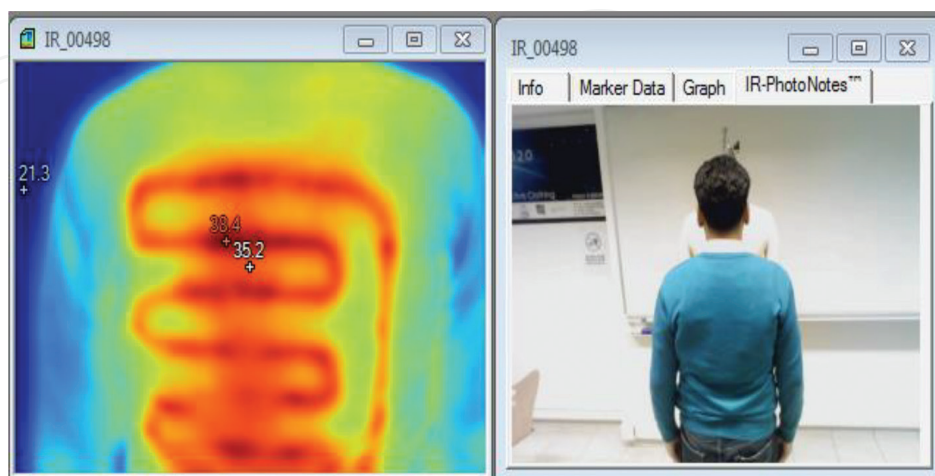 IR_00498
21.3
38.4
35.2
IR_00498
Info
Marker Data
Graph
IR-PhotoNotes™